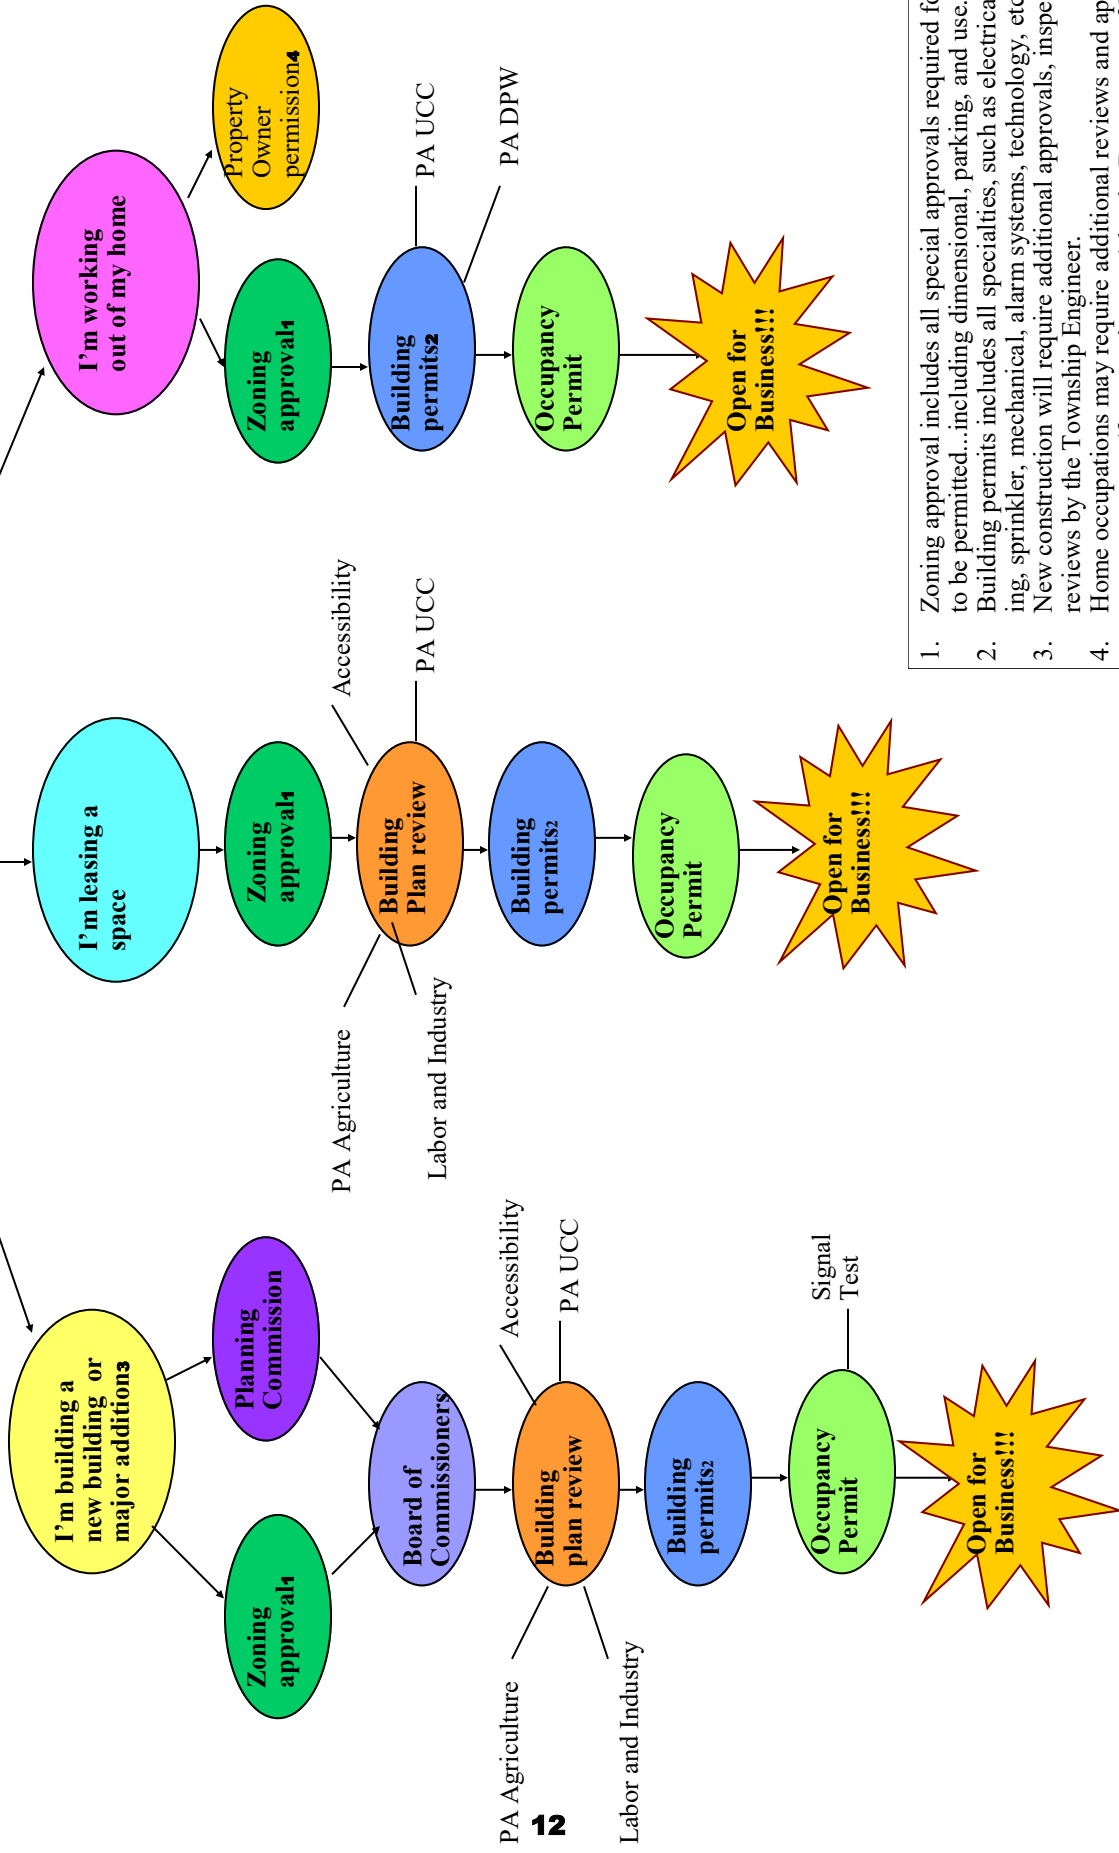 I'm building a
new building or
major addition3
Zoning
approval1
Planning
Commission
Board of
Commissioners
PA Agriculture
Labor and Industry
Building
plan review
Accessibility
PA UCC
Building
permits2
Occupancy
Permit
Signal
Test
Open for
Business!!!
I'm leasing a
space
Zoning
approval1
PA Agriculture
Labor and Industry
Building
Plan review
Accessibility
PA UCC
Building
permits2
Occupancy
Permit
Open for
Business!!!
I'm working
out of my home
Zoning
approval1
Property
Owner
permission4
Building
permits2
PA UCC
PA DPW
Occupancy
Permit
Open for
Business!!!
1. Zoning approval includes all special approvals required
to be permitted...including dimensional, parking, and use.
2. Building permits includes all specialties, such as
ing, sprinkler, mechanical, alarm systems, technology,
3. New construction will require additional approvals,
reviews by the Township Engineer.
4. Home occupations may require additional reviews and
12